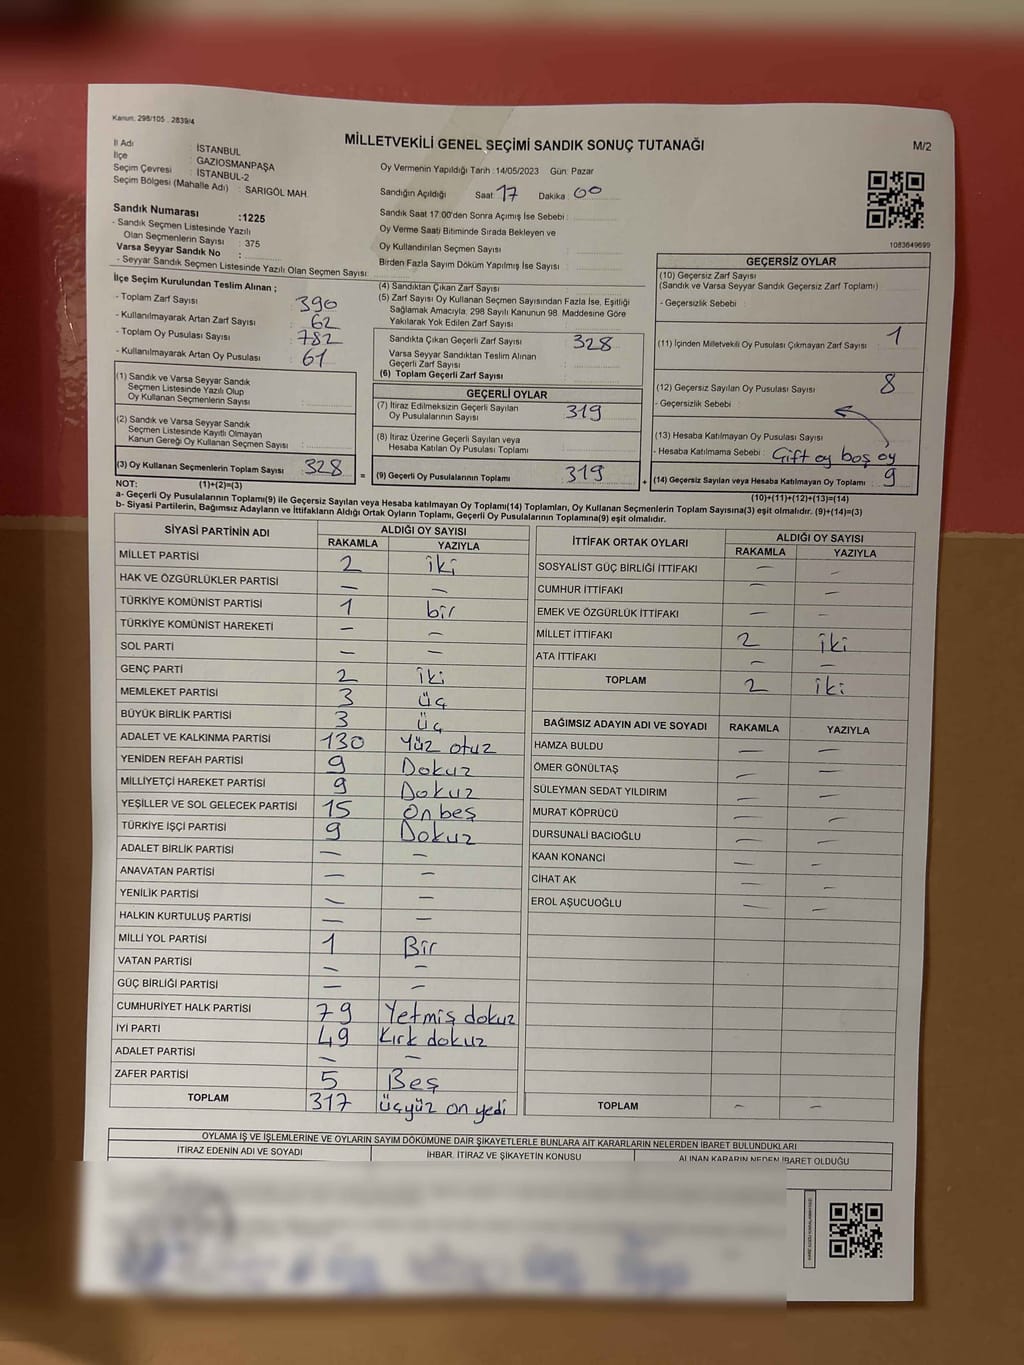 Kanun, 298/105 . 2839/4
MİLLETVEKİLİ GENEL SEÇİMİ SANDIK SONUÇ TUTANAĞI
M/2
İl Adı : İSTANBUL
İlçe : GAZİOSMANPAŞA
Seçim Çevresi : İSTANBUL-2
Seçim Bölgesi (Mahalle Adı) : SARIGÖL MAH.
Oy Vermenin Yapıldığı Tarih :14/05/2023 Gün: Pazar
Sandığın Açıldığı Saat: 17 Dakika: 00
Sandık Saat 17.00'den Sonra Açımış İse Sebebi :
Oy Verme Saati Bitiminde Sırada Bekleyen ve
Oy Kullandırılan Seçmen Sayısı :
Birden Fazla Sayım Döküm Yapılmış İse Sayısı :
1083649699
Sandık Numarası :1225
- Sandık Seçmen Listesinde Yazılı
Olan Seçmenlerin Sayısı : 375
Varsa Seyyar Sandık No :
- Seyyar Sandık Seçmen Listesinde Yazılı Olan Seçmen Sayısı:
İlçe Seçim Kurulundan Teslim Alınan ;
- Toplam Zarf Sayısı : 390
- Kullanılmayarak Artan Zarf Sayısı : 62
- Toplam Oy Pusulası Sayısı : 782
- Kullanılmayarak Artan Oy Pusulası : 61
(1) Sandık ve Varsa Seyyar Sandık
Seçmen Listesinde Yazılı Olup
Oy Kullanan Seçmenlerin Sayısı :
(2) Sandık ve Varsa Seyyar Sandık
Seçmen Listesinde Kayıtlı Olmayan
Kanun Gereği Oy Kullanan Seçmen Sayısı :
(3) Oy Kullanan Seçmenlerin Toplam Sayısı : 328 =
(4) Sandıktan Çıkan Zarf Sayısı :
(5) Zarf Sayısı Oy Kullanan Seçmen Sayısından Fazla İse, Eşitliği
Sağlamak Amacıyla, 298 Sayılı Kanunun 98. Maddesine Göre
Yakılarak Yok Edilen Zarf Sayısı :
Sandıkta Çıkan Geçerli Zarf Sayısı : 328
Varsa Seyyar Sandıktan Teslim Alınan
Geçerli Zarf Sayısı :
(6) Toplam Geçerli Zarf Sayısı :
GEÇERLİ OYLAR
(7) İtiraz Edilmeksizin Geçerli Sayılan
Oy Pusulalarının Sayısı : 319
(8) İtiraz Üzerine Geçerli Sayılan veya
Hesaba Katılan Oy Pusulası Toplamı :
(9) Geçerli Oy Pusulalarının Toplamı : 319 +
GEÇERSİZ OYLAR
(10) Geçersiz Zarf Sayısı
(Sandık ve Varsa Seyyar Sandık Geçersiz Zarf Toplamı) :
- Geçersizlik Sebebi :
(11) İçinden Milletvekili Oy Pusulası Çıkmayan Zarf Sayısı : 1
(12) Geçersiz Sayılan Oy Pusulası Sayısı : 8
- Geçersizlik Sebebi :
(13) Hesaba Katılmayan Oy Pusulası Sayısı :
- Hesaba Katılmama Sebebi : Çift oy boş oy
(14) Geçersiz Sayılan veya Hesaba Katılmayan Oy Toplamı : 9
NOT: (1)+(2)=(3)
(10)+(11)+(12)+(13)=(14)
a- Geçerli Oy Pusulalarının Toplamı(9) ile Geçersiz Sayılan veya Hesaba katılmayan Oy Toplamı(14) Toplamları, Oy Kullanan Seçmenlerin Toplam Sayısına(3) eşit olmalıdır. (9)+(14)=(3)
b- Siyasi Partilerin, Bağımsız Adayların ve İttifakların Aldığı Ortak Oyların Toplamı, Geçerli Oy Pusulalarının Toplamına(9) eşit olmalıdır.
SİYASİ PARTİNİN ADI ALDIĞI OY SAYISI
RAKAMLA YAZIYLA
MİLLET PARTİSİ 2 iki
HAK VE ÖZGÜRLÜKLER PARTİSİ — —
TÜRKİYE KOMÜNİST PARTİSİ 1 bir
TÜRKİYE KOMÜNİST HAREKETİ — —
SOL PARTİ — —
GENÇ PARTİ 2 iki
MEMLEKET PARTİSİ 3 üç
BÜYÜK BİRLİK PARTİSİ 3 üç
ADALET VE KALKINMA PARTİSİ 130 Yüz otuz
YENİDEN REFAH PARTİSİ 9 Dokuz
MİLLİYETÇİ HAREKET PARTİSİ 9 Dokuz
YEŞİLLER VE SOL GELECEK PARTİSİ 15 on beş
TÜRKİYE İŞÇİ PARTİSİ 9 Dokuz
ADALET BİRLİK PARTİSİ — —
ANAVATAN PARTİSİ — —
YENİLİK PARTİSİ — —
HALKIN KURTULUŞ PARTİSİ — —
MİLLİ YOL PARTİSİ 1 Bir
VATAN PARTİSİ — —
GÜÇ BİRLİĞİ PARTİSİ — —
CUMHURİYET HALK PARTİSİ 79 Yetmiş dokuz
İYİ PARTİ 49 Kırk dokuz
ADALET PARTİSİ — —
ZAFER PARTİSİ 5 Beş
TOPLAM 317 üçyüz on yedi
İTTİFAK ORTAK OYLARI ALDIĞI OY SAYISI
RAKAMLA YAZIYLA
SOSYALİST GÜÇ BİRLİĞİ İTTİFAKI — —
CUMHUR İTTİFAKI — —
EMEK VE ÖZGÜRLÜK İTTİFAKI — —
MİLLET İTTİFAKI 2 iki
ATA İTTİFAKI — —
TOPLAM 2 iki
BAĞIMSIZ ADAYIN ADI VE SOYADI RAKAMLA YAZIYLA
HAMZA BULDU — —
ÖMER GÖNÜLTAŞ — —
SÜLEYMAN SEDAT YILDIRIM — —
MURAT KÖPRÜCÜ — —
DURSUNALİ BACIOĞLU — —
KAAN KONANCİ — —
CİHAT AK — —
EROL AŞUCUOĞLU — —
TOPLAM — —
OYLAMA İŞ VE İŞLEMLERİNE VE OYLARIN SAYIM DÖKÜMÜNE DAİR ŞİKAYETLERLE BUNLARA AİT KARARLARIN NELERDEN İBARET BULUNDUKLARI
İTİRAZ EDENİN ADI VE SOYADI İHBAR, İTİRAZ VE ŞİKAYETİN KONUSU ALINAN KARARIN NEDEN İBARET OLDUĞU